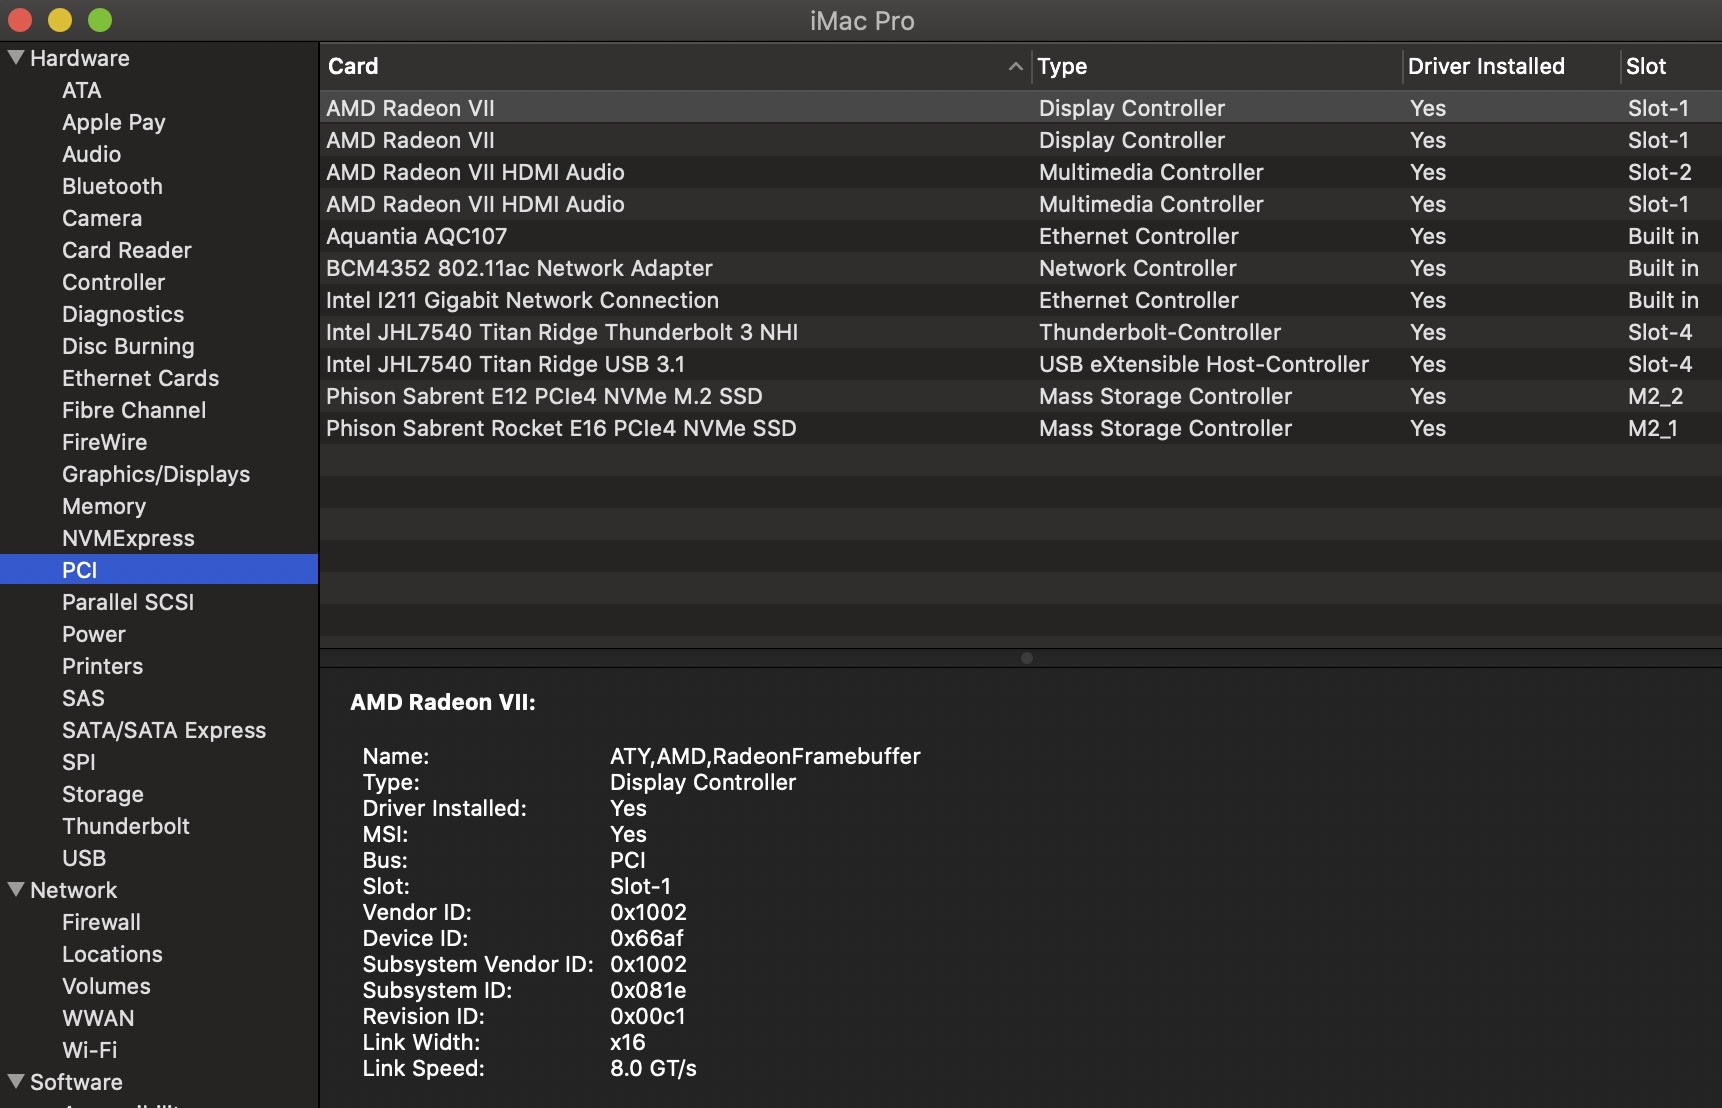 iMac Pro
Hardware
ATA
Apple Pay
Audio
Bluetooth
Camera
Card Reader
Controller
Diagnostics
Disc Burning
Ethernet Cards
Fibre Channel
FireWire
Graphics/Displays
Memory
NVMExpress
PCI
Parallel SCSI
Power
Printers
SAS
SATA/SATA Express
SPI
Storage
Thunderbolt
USB
Network
Firewall
Locations
Volumes
WWAN
Wi-Fi
Software
Card Type Driver Installed Slot
AMD Radeon VII Display Controller Yes Slot-1
AMD Radeon VII Display Controller Yes Slot-1
AMD Radeon VII HDMI Audio Multimedia Controller Yes Slot-2
AMD Radeon VII HDMI Audio Multimedia Controller Yes Slot-1
Aquantia AQC107 Ethernet Controller Yes Built in
BCM4352 802.11ac Network Adapter Network Controller Yes Built in
Intel I211 Gigabit Network Connection Ethernet Controller Yes Built in
Intel JHL7540 Titan Ridge Thunderbolt 3 NHI Thunderbolt-Controller Yes Slot-4
Intel JHL7540 Titan Ridge USB 3.1 USB eXtensible Host-Controller Yes Slot-4
Phison Sabrent E12 PCIe4 NVMe M.2 SSD Mass Storage Controller Yes M2_2
Phison Sabrent Rocket E16 PCIe4 NVMe SSD Mass Storage Controller Yes M2_1
AMD Radeon VII:
Name: ATY,AMD,RadeonFramebuffer
Type: Display Controller
Driver Installed: Yes
MSI: Yes
Bus: PCI
Slot: Slot-1
Vendor ID: 0x1002
Device ID: 0x66af
Subsystem Vendor ID: 0x1002
Subsystem ID: 0x081e
Revision ID: 0x00c1
Link Width: x16
Link Speed: 8.0 GT/s